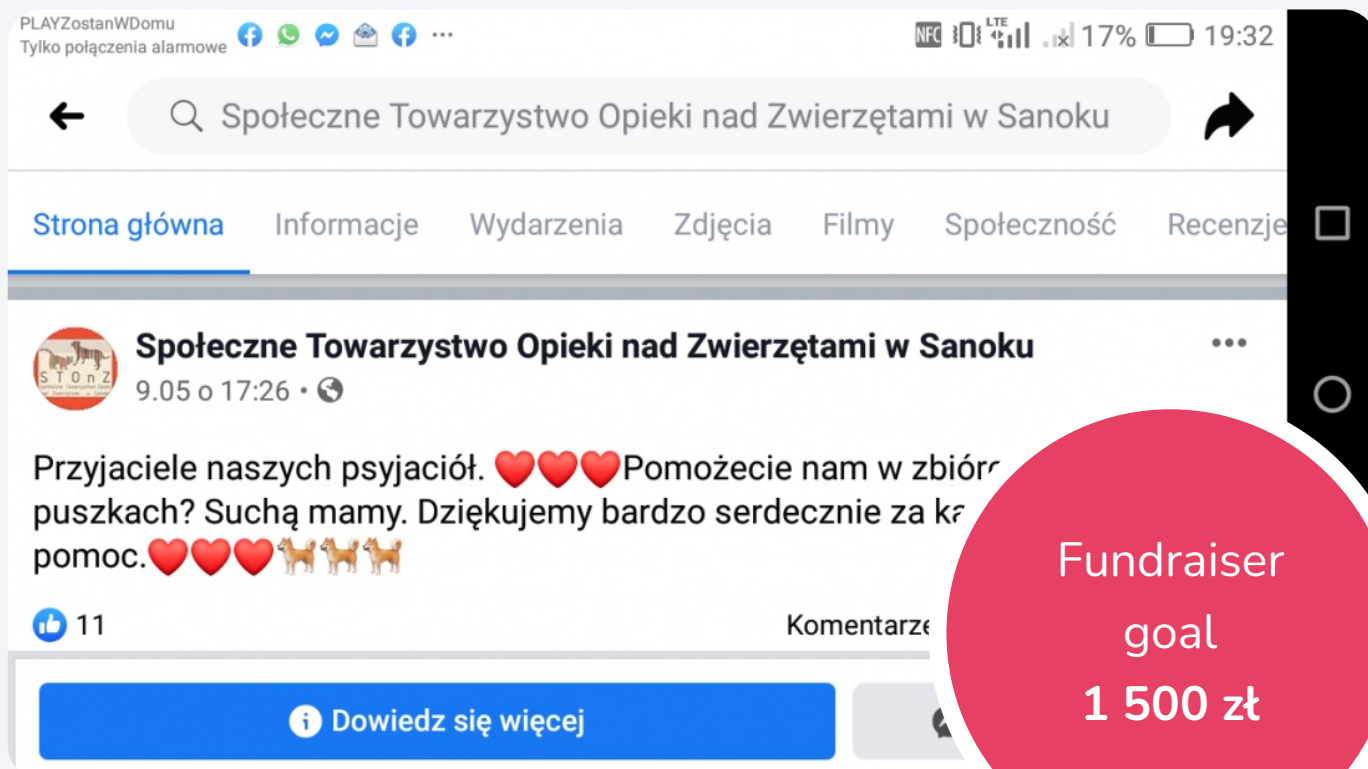 PLAYZostanWDomu
Tylko połączenia alarmowe
NFC LTE 17% 19:32
Społeczne Towarzystwo Opieki nad Zwierzętami w Sanoku
Strona główna Informacje Wydarzenia Zdjęcia Filmy Społeczność Recenzje
Społeczne Towarzystwo Opieki nad Zwierzętami w Sanoku
STOnZ
9.05 o 17:26 •
Przyjaciele naszych psyjaciół. ❤️❤️❤️Pomożecie nam w
puszkach? Suchą mamy. Dziękujemy bardzo serdecznie za
pomoc.❤️❤️❤️🐕🐕🐕
11 Komentarze
Dowiedz się więcej
Fundraiser
goal
1 500 zł